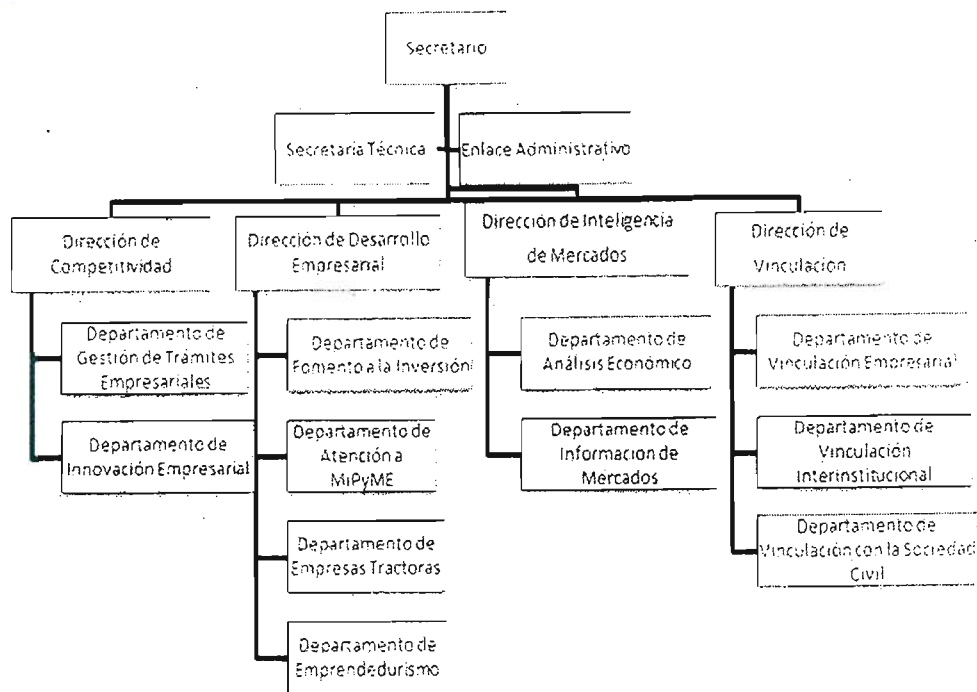 Secretario
Secretaría Técnica
Enlace Administrativo
Dirección de
Competitividad
Dirección de Desarrollo
Empresarial
Dirección de Inteligencia
de Mercados
Dirección de
Vinculación
Departamento de
Gestión de Trámites
Empresariales
Departamento de
Innovación Empresarial
Departamento de
Fomento a la Inversión
Departamento de
Atención a
MiPyME
Departamento de
Empresas Tractoras
Departamento de
Emprendedurismo
Departamento de
Análisis Económico
Departamento de
Información de
Mercados
Departamento de
Vinculación Empresarial
Departamento de
Vinculación
Interinstitucional
Departamento de
Vinculación con la Sociedad
Civil